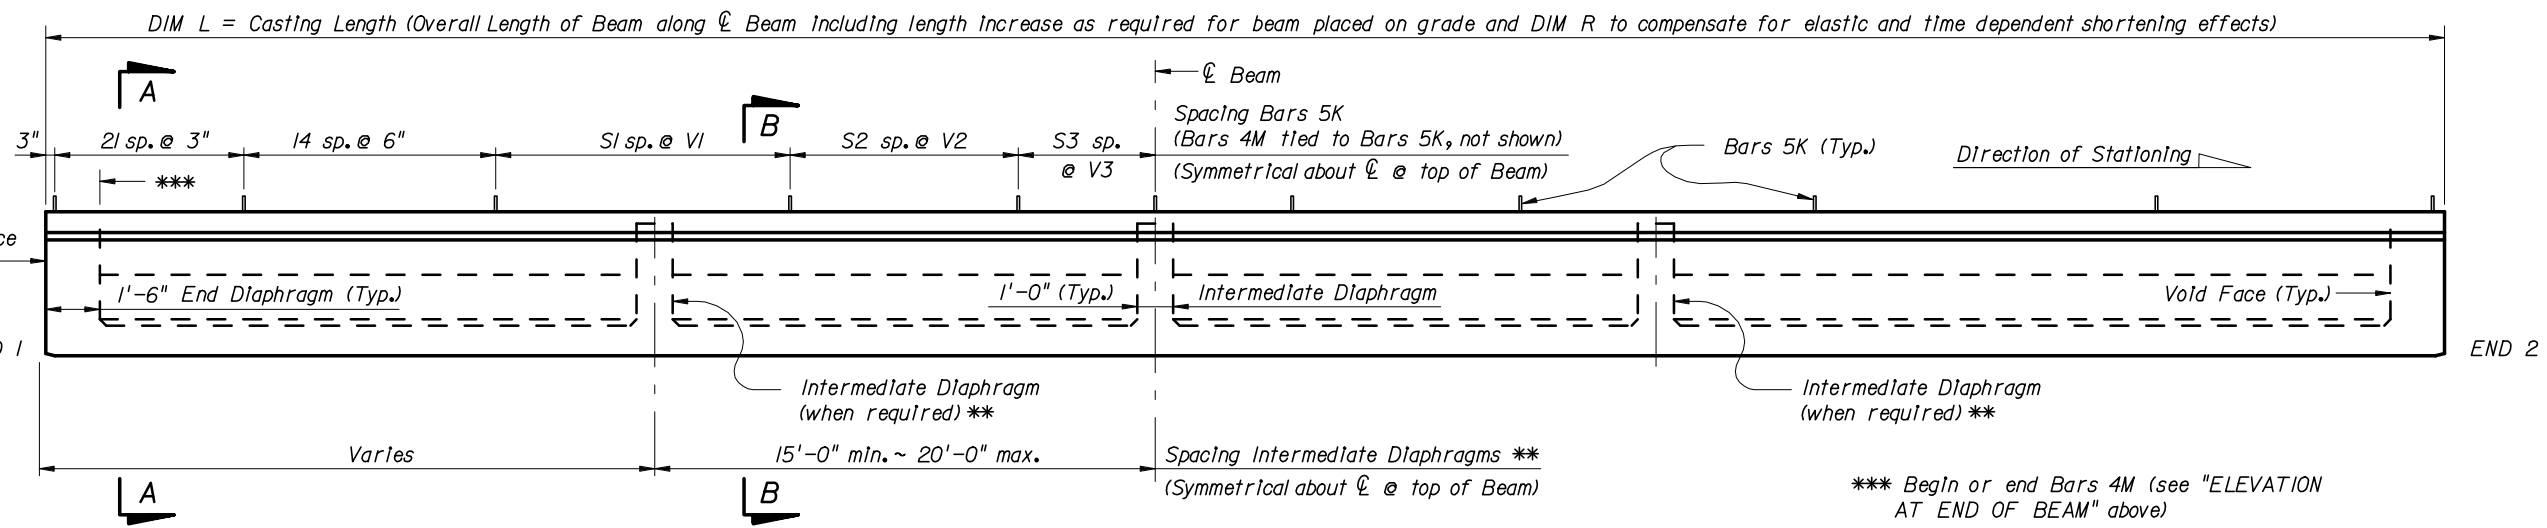 DIM L = Casting Length (Overall Length of Beam along ℄ Beam including length increase as required for beam placed on grade and DIM R to compensate for elastic and time dependent shortening effects)
A
℄ Beam
B
Spacing Bars 5K
(Bars 4M tied to Bars 5K, not shown)
(Symmetrical about ℄ @ top of Beam)
3"
21 sp. @ 3"
14 sp. @ 6"
S1 sp. @ V1
S2 sp. @ V2
S3 sp.
@ V3
Bars 5K (Typ.)
Direction of Stationing
***
1'-6" End Diaphragm (Typ.)
1'-0" (Typ.)
Intermediate Diaphragm
Void Face (Typ.)
END 2
Intermediate Diaphragm
(when required) **
Intermediate Diaphragm
(when required) **
Varies
15'-0" min. ~ 20'-0" max.
Spacing Intermediate Diaphragms **
(Symmetrical about ℄ @ top of Beam)
A
B
*** Begin or end Bars 4M (see "ELEVATION
AT END OF BEAM" above)